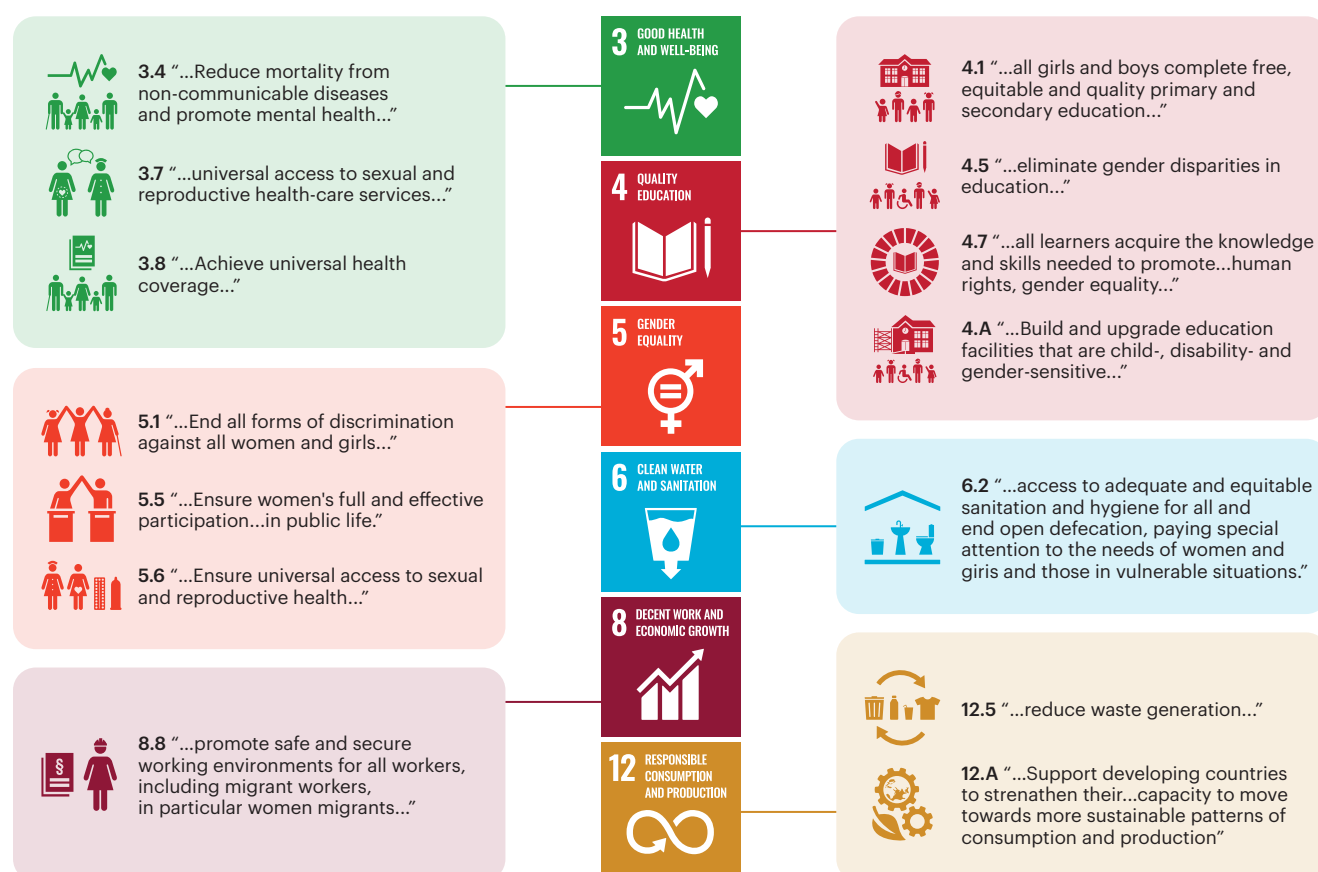 3 GOOD HEALTH
AND WELL-BEING
3.4 “...Reduce mortality from
non-communicable diseases
and promote mental health...”
3.7 “...universal access to sexual and
reproductive health-care services...”
3.8 “...Achieve universal health
coverage...”
4 QUALITY
EDUCATION
4.1 “...all girls and boys complete free,
equitable and quality primary and
secondary education...”
4.5 “...eliminate gender disparities in
education...”
4.7 “...all learners acquire the knowledge
and skills needed to promote...human
rights, gender equality...”
4.A “...Build and upgrade education
facilities that are child-, disability- and
gender-sensitive...”
5 GENDER
EQUALITY
5.1 “...End all forms of discrimination
against all women and girls...”
5.5 “...Ensure women's full and effective
participation...in public life.”
5.6 “...Ensure universal access to sexual
and reproductive health...”
6 CLEAN WATER
AND SANITATION
6.2 “...access to adequate and equitable
sanitation and hygiene for all and
end open defecation, paying special
attention to the needs of women and
giris and those in vulnerable situations.”
8 DECENT WORK AND
ECONOMIC GROWTH
§
8.8 “...promote safe and secure
working environments for all workers,
including migrant workers,
in particular women migrants...”
12 RESPONSIBLE
CONSUMPTION
AND PRODUCTION
12.5 “...reduce waste generation...”
12.A “...Support developing countries
to strenathen their...capacity to move
towards more sustainable patterns of
consumption and production”